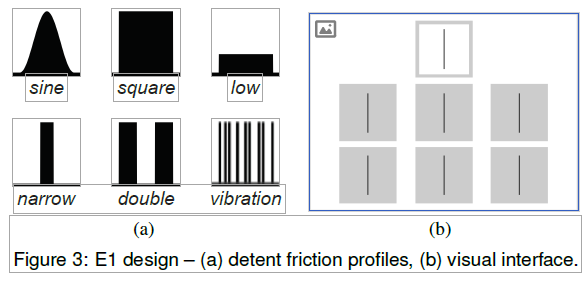 sine square low
narrow double vibration
(a) (b)
Figure 3: E1 design – (a) detent friction profiles, (b) visual interface.